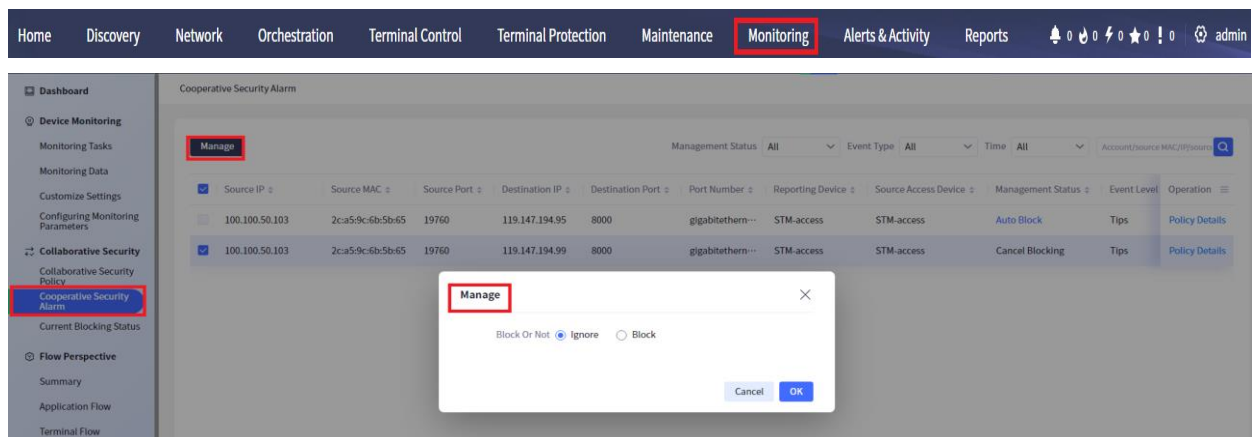 Home Discovery Network Orchestration Terminal Control Terminal Protection Maintenance Monitoring Alerts & Activity Reports 0 0 0 0 0 admin
Dashboard
Device Monitoring
Monitoring Tasks
Monitoring Data
Customize Settings
Configuring Monitoring
Parameters
Collaborative Security
Collaborative Security
Policy
Cooperative Security
Alarm
Current Blocking Status
Flow Perspective
Summary
Application Flow
Terminal Flow
Cooperative Security Alarm
Manage Management Status All Event Type All Time All Account/source MAC/IP/sourc
Source IP Source MAC Source Port Destination IP Destination Port Port Number Reporting Device Source Access Device Management Status Event Level Operation
100.100.50.103 2c:a5:9c:6b:5b:65 19760 119.147.194.95 8000 gigabitethern··· STM-access STM-access Auto Block Tips Policy Details
100.100.50.103 2c:a5:9c:6b:5b:65 19760 119.147.194.99 8000 gigabitethern··· STM-access STM-access Cancel Blocking Tips Policy Details
Manage
Block Or Not Ignore Block
Cancel OK